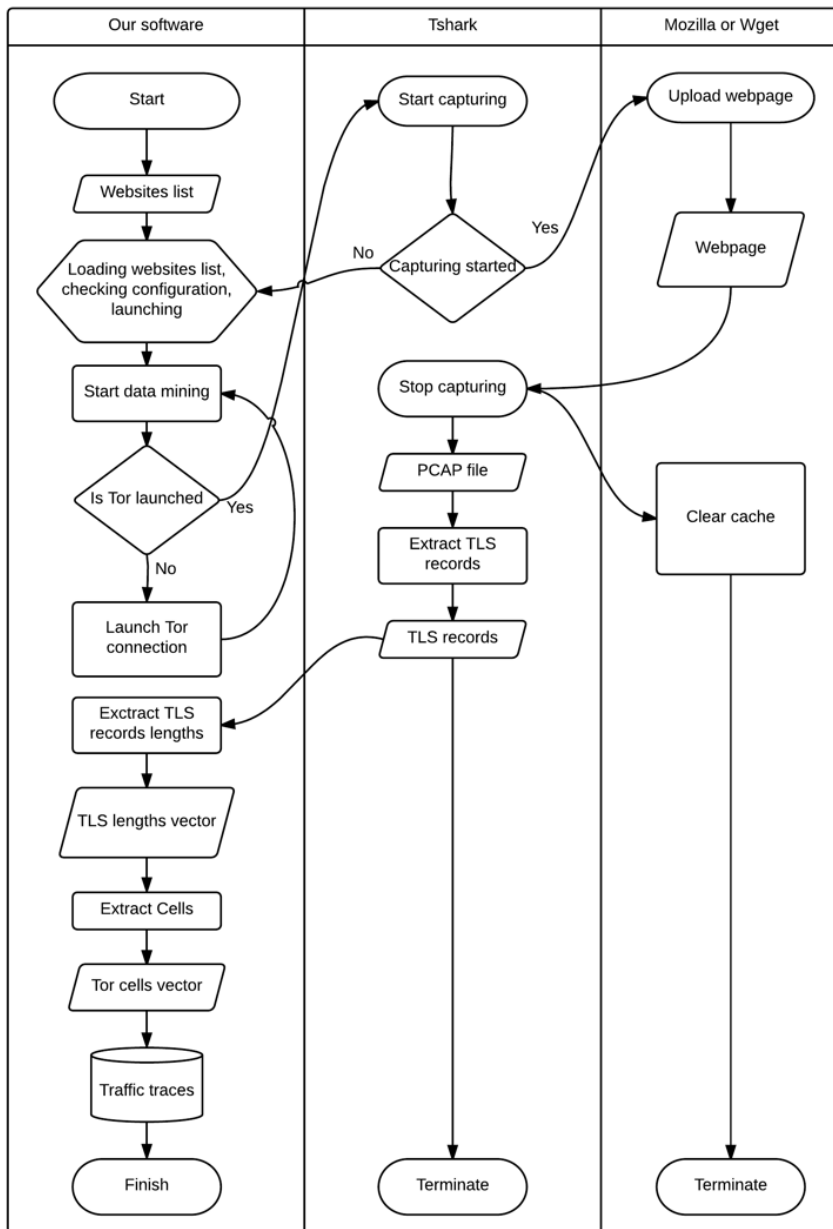 Our software
Tshark
Mozilla or Wget
Start
Start capturing
Upload webpage
Websites list
No
Yes
Loading websites list,
checking configuration,
launching
Capturing started
Webpage
Start data mining
Stop capturing
Is Tor launched
Yes
PCAP file
Clear cache
No
Extract TLS
records
Launch Tor
connection
TLS records
Exctract TLS
records lengths
TLS lengths vector
Extract Cells
Tor cells vector
Traffic traces
Finish
Terminate
Terminate